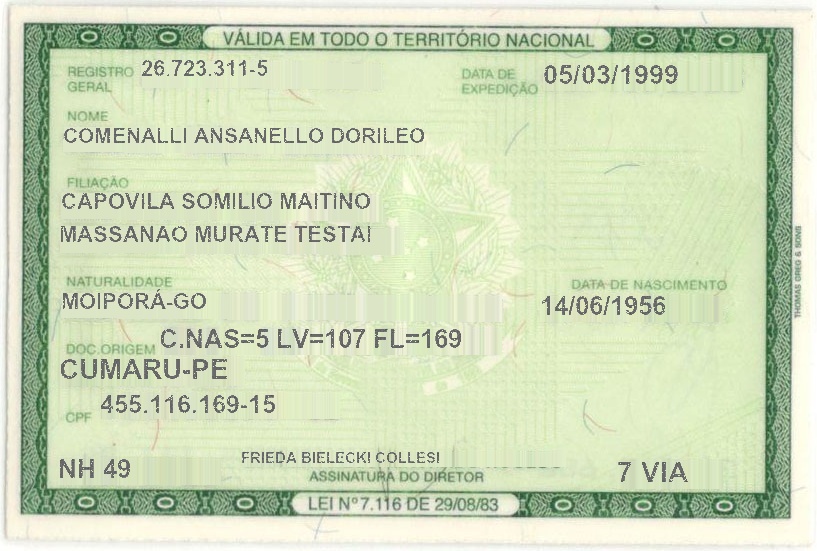 VÁLIDA EM TODO O TERRITÓRIO NACIONAL
REGISTRO GERAL 26.723.311-5 DATA DE EXPEDIÇÃO 05/03/1999
NOME
COMENALLI ANSANELLO DORILEO
FILIAÇÃO
CAPOVILA SOMILIO MAITINO
MASSANAO MURATE TESTAI
NATURALIDADE DATA DE NASCIMENTO
MOIPORÁ-GO 14/06/1956
DOC.ORIGEM C.NAS=5 LV=107 FL=169
CUMARU-PE
CPF 455.116.169-15
NH 49 FRIEDA BIELECKI COLLESI 7 VIA
ASSINATURA DO DIRETOR
LEI Nº 7.116 DE 29/08/83
THOMAS GREG & SONS